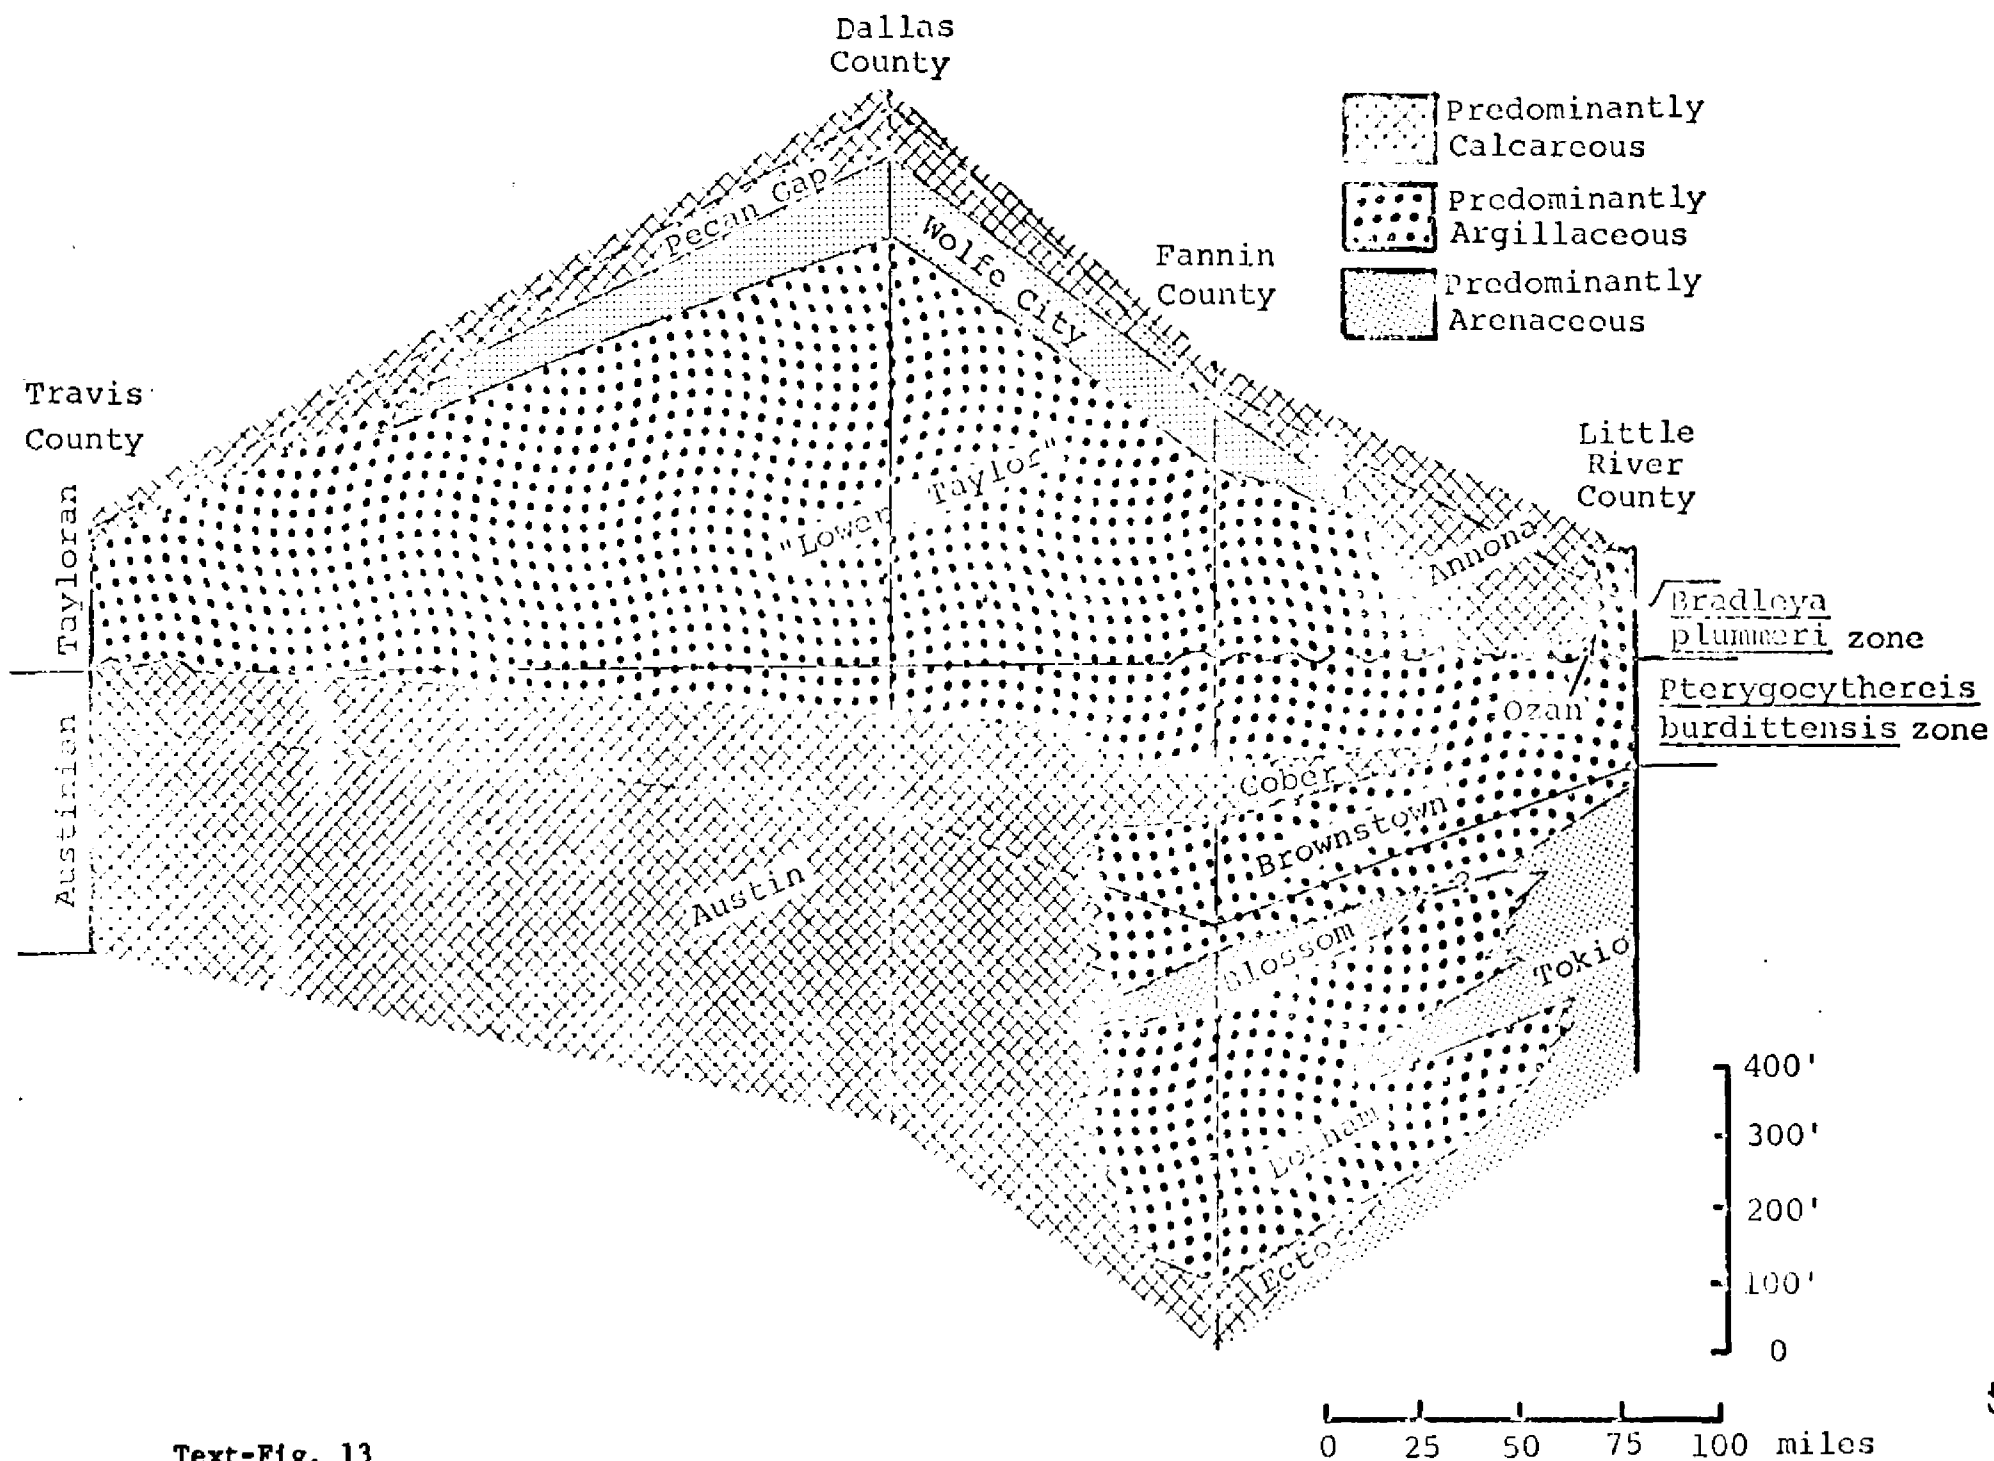 Dallas
County
Predominantly
Calcareous
Predominantly
Argillaceous
Predominantly
Arenaceous
Pecan Gap
Wolfe City
Fannin
County
Travis
County
Little
River
County
Tayloran
"Lower Taylor"
Annona
Bradleya
plummeri zone
Ozan
Pterygocythereis
burdittensis zone
Austinian
Gober
Brownstown
Austin
?
Blossom
Tokio
Bonham
Ector
400'
300'
200'
100'
0
0 25 50 75 100 miles
Text-Fig. 13